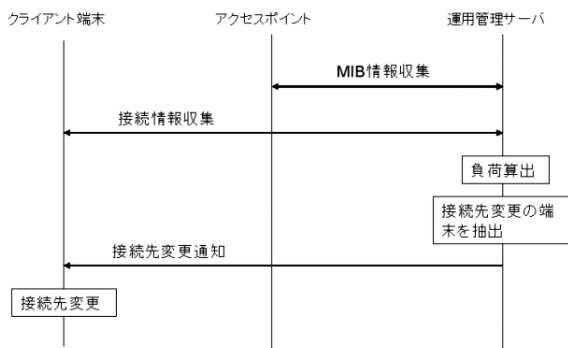 クライアント端末
アクセスポイント
運用管理サーバ
MIB情報収集
接続情報収集
負荷算出
接続先変更の端
末を抽出
接続先変更通知
接続先変更